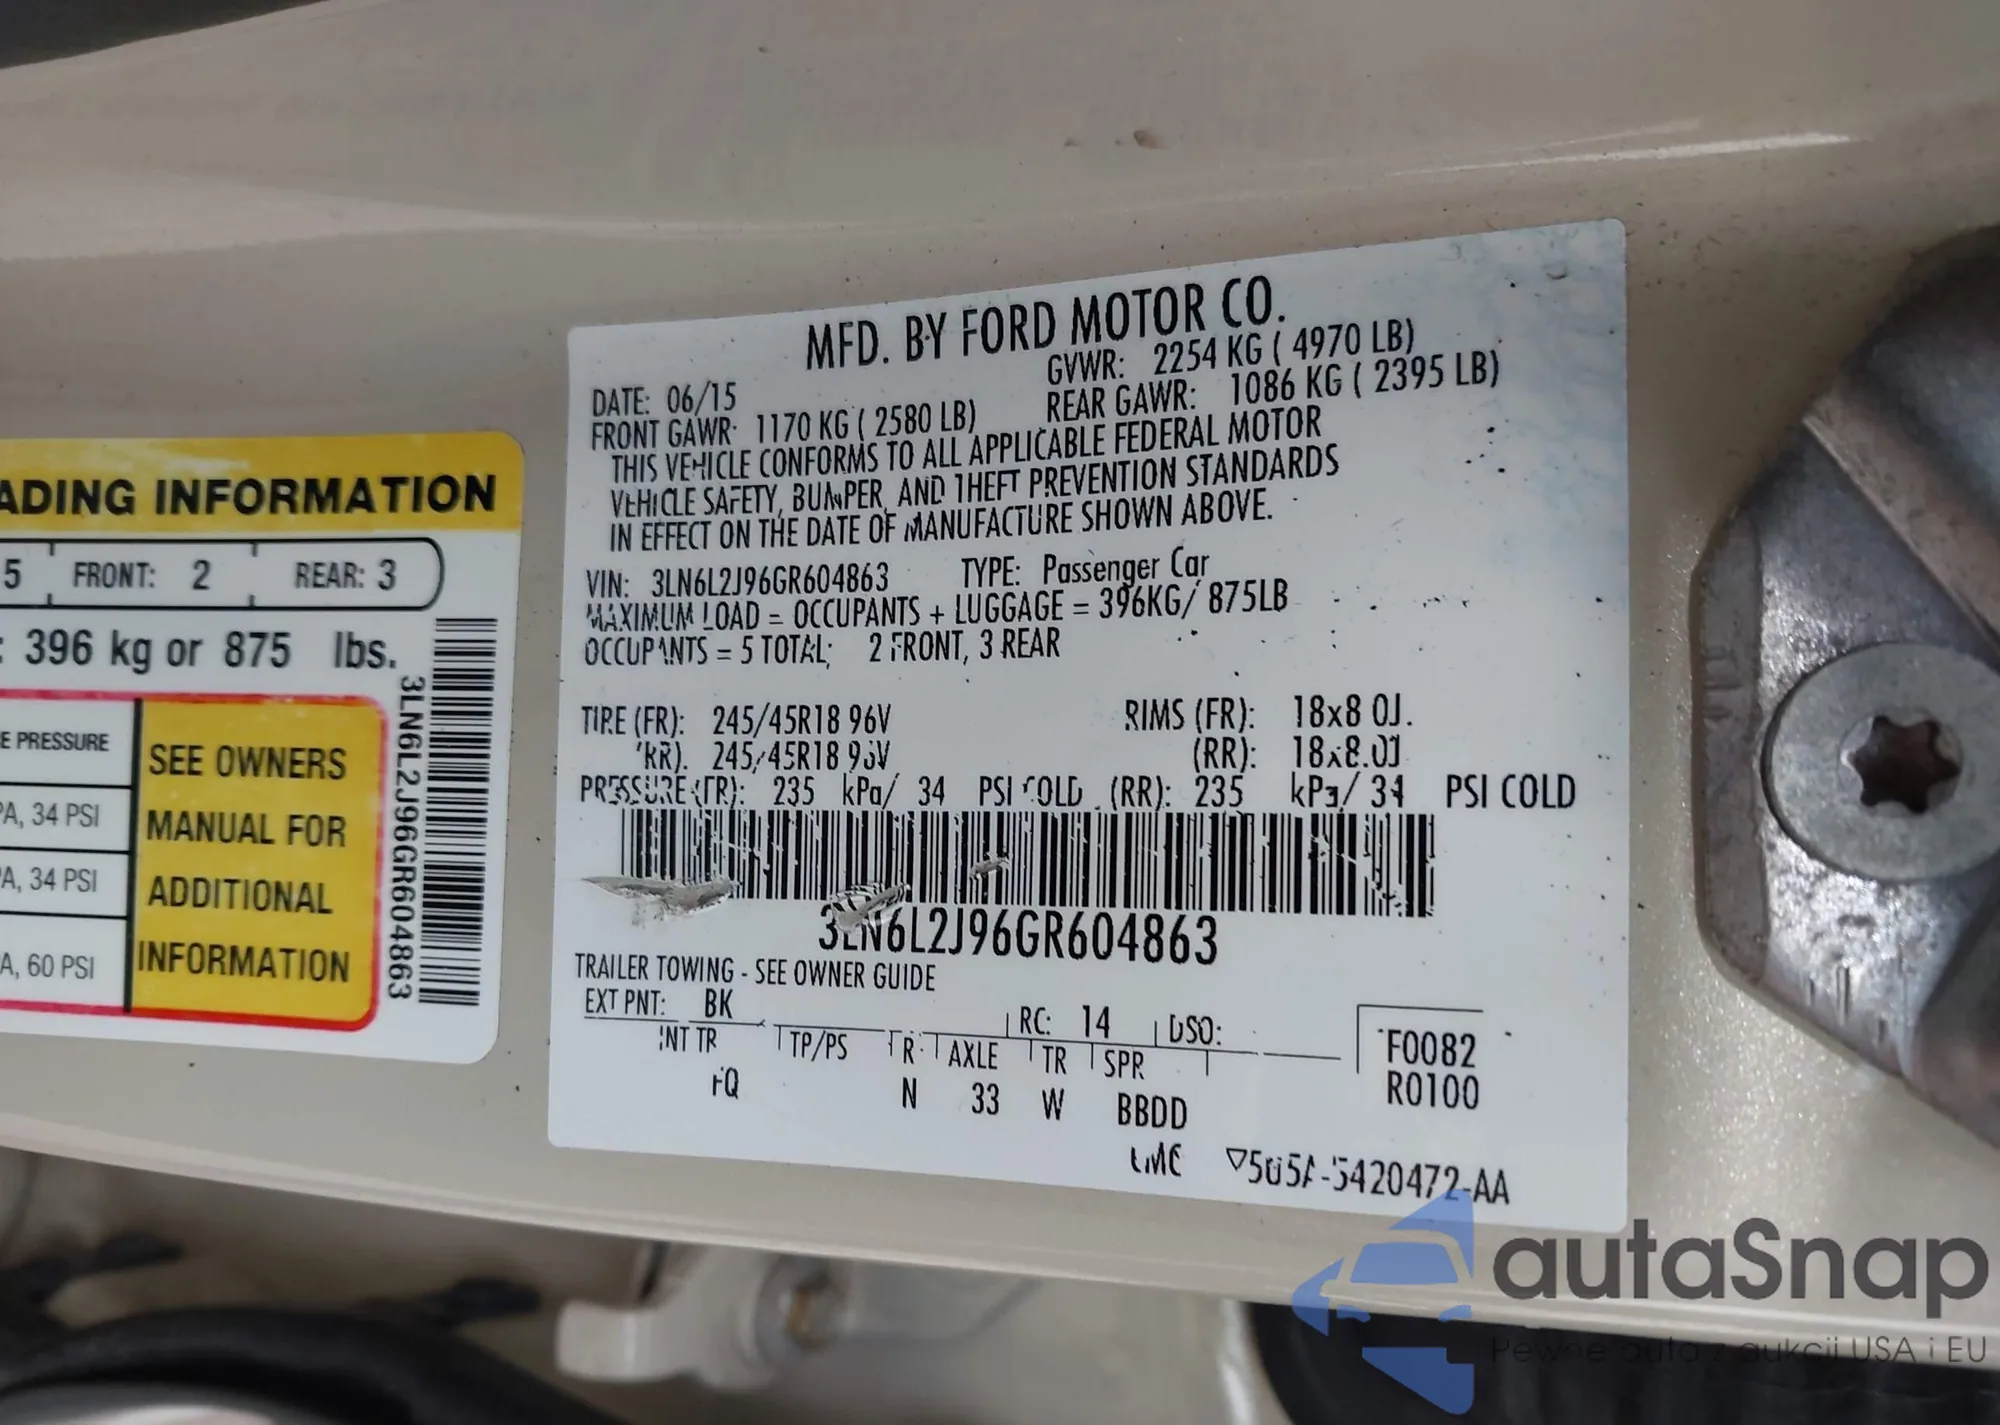 ADING INFORMATION
5 FRONT: 2 REAR: 3
: 396 kg or 875 lbs.
E PRESSURE
PA, 34 PSI
PA, 34 PSI
A, 60 PSI
SEE OWNERS
MANUAL FOR
ADDITIONAL
INFORMATION
3LN6L2J96GR604863
MFD. BY FORD MOTOR CO.
DATE: 06/15 GVWR: 2254 KG ( 4970 LB)
FRONT GAWR: 1170 KG ( 2580 LB) REAR GAWR: 1086 KG ( 2395 LB)
THIS VEHICLE CONFORMS TO ALL APPLICABLE FEDERAL MOTOR
VEHICLE SAFETY, BUMPER, AND THEFT PREVENTION STANDARDS
IN EFFECT ON THE DATE OF MANUFACTURE SHOWN ABOVE.
VIN: 3LN6L2J96GR604863 TYPE: Passenger Car
MAXIMUM LOAD = OCCUPANTS + LUGGAGE = 396KG/ 875LB
OCCUPANTS = 5 TOTAL; 2 FRONT, 3 REAR
TIRE (FR): 245/45R18 96V RIMS (FR): 18x8.0J.
(RR): 245/45R18 96V (RR): 18x8.0J
PRESSURE (FR): 235 kPa/ 34 PSI COLD (RR): 235 kPa/ 34 PSI COLD
3LN6L2J96GR604863
TRAILER TOWING - SEE OWNER GUIDE
EXT PNT: BK RC: 14 DSO:
INT TR TP/PS R AXLE TR SPR
FQ N 33 W BBDD
F0082
R0100
5420472-AA
autaSnap
Pewne auta z aukcji USA i EU